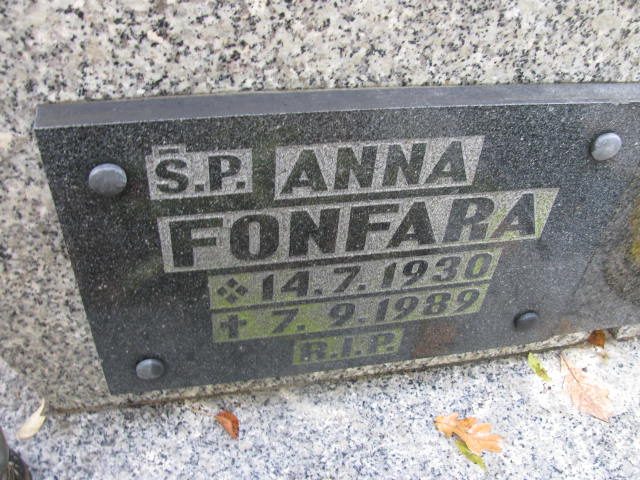 Ś.P. ANNA
FONFARA
❖ 14.7.1930
✝ 7.9.1989
R.I.P.